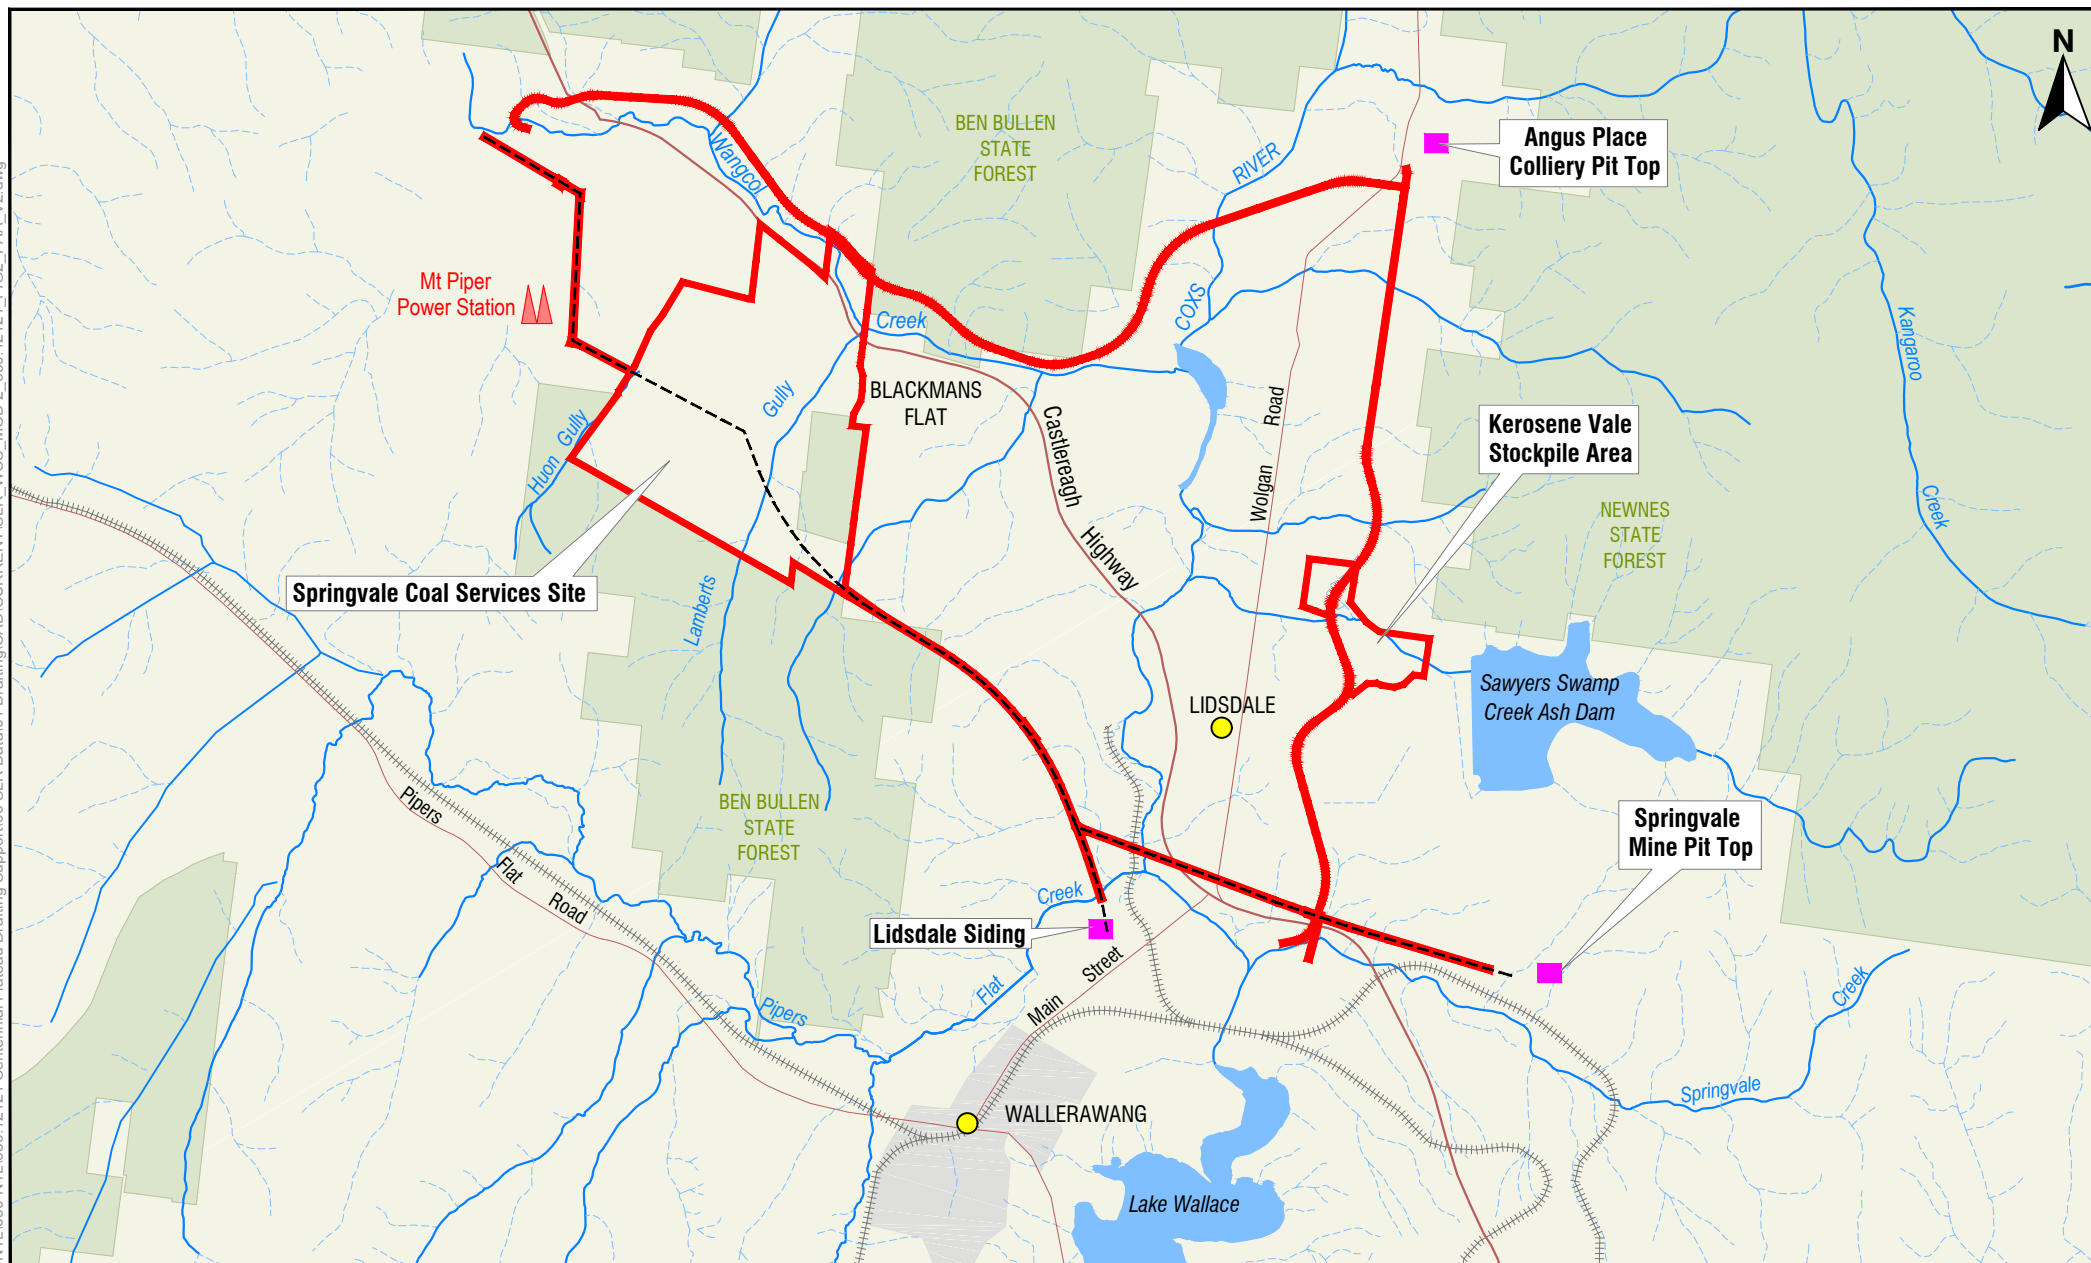 N
BEN BULLEN
STATE
FOREST
Angus Place
Colliery Pit Top
Wangcol
RIVER
Mt Piper
Power Station
COXS
Creek
Kangaroo
Creek
BLACKMANS
FLAT
Gully
Castlereagh
Highway
Wolgan
Road
Kerosene Vale
Stockpile Area
Huon
Gully
NEWNES
STATE
FOREST
Springvale Coal Services Site
Lamberts
LIDSDALE
Sawyers Swamp
Creek Ash Dam
Pipers
Flat
Road
BEN BULLEN
STATE
FOREST
Springvale
Mine Pit Top
Creek
Lidsdale Siding
Street
Main
Flat
Pipers
Creek
Springvale
WALLERAWANG
Lake Wallace